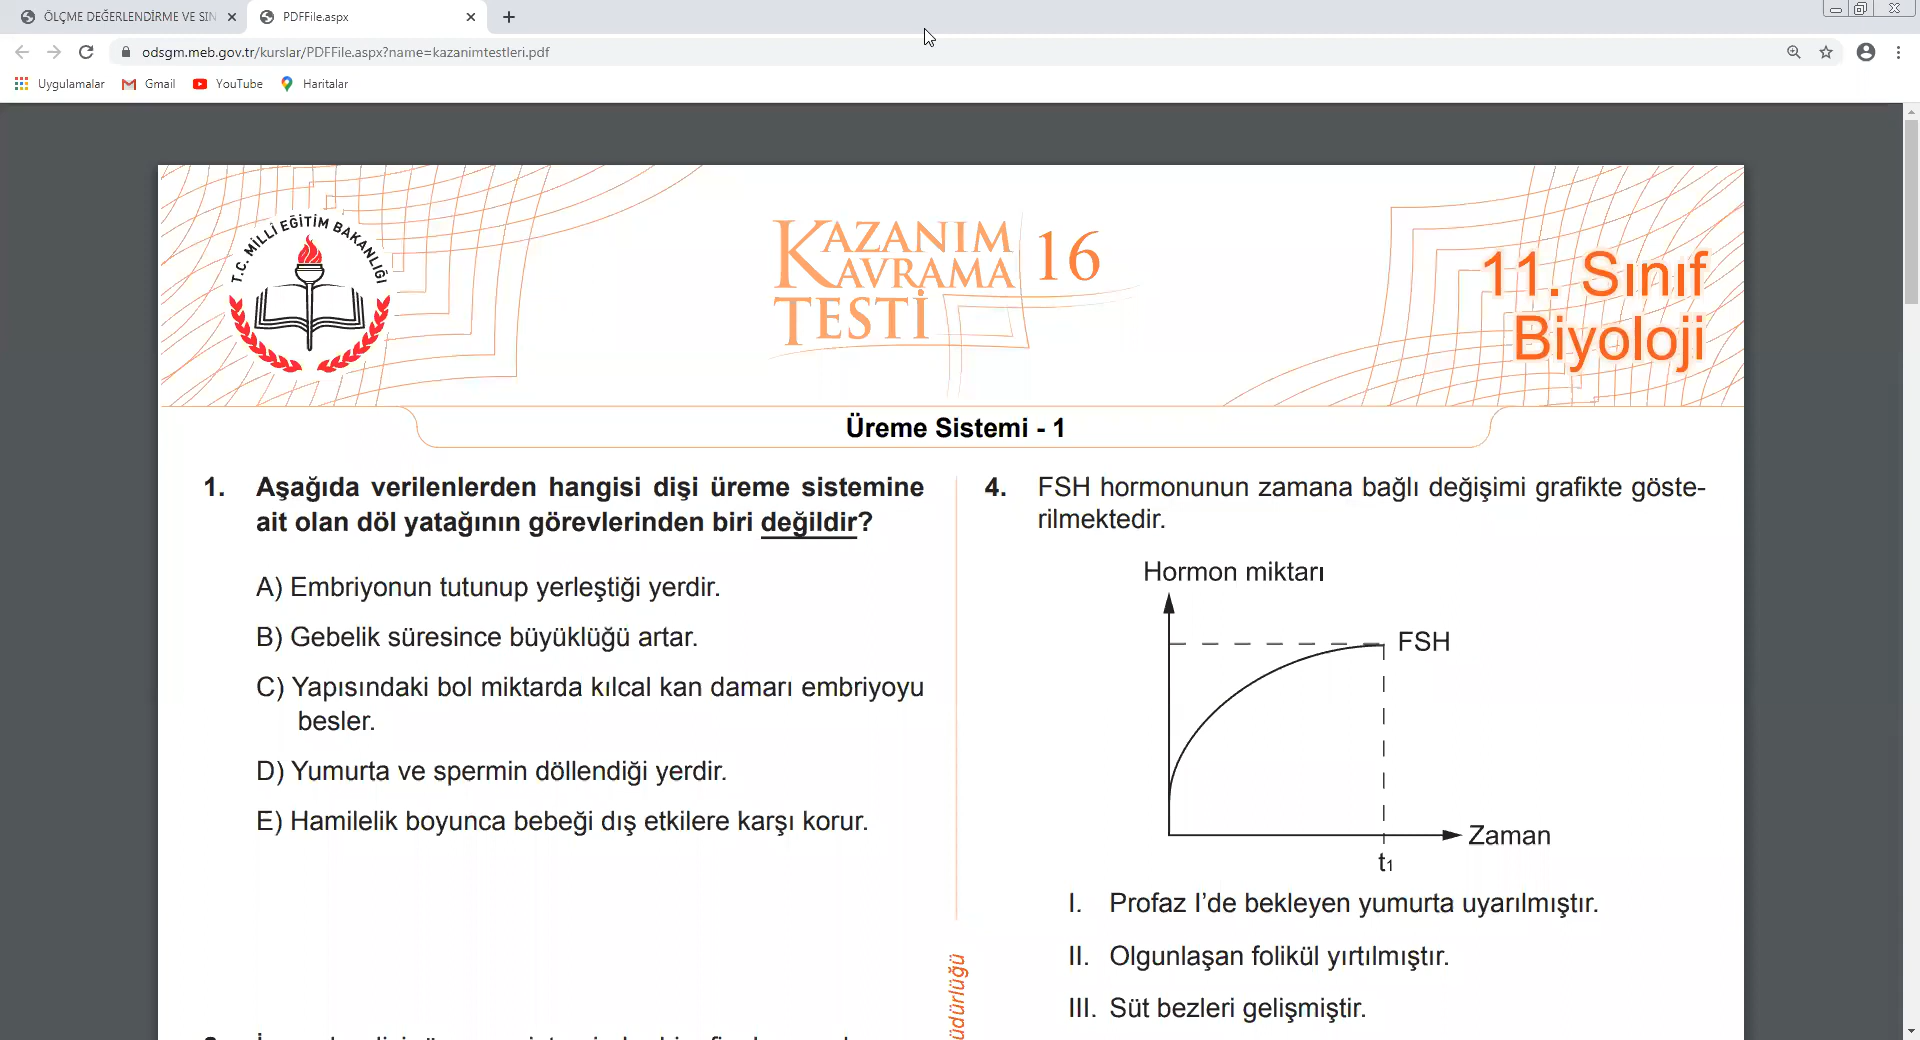 ÖLÇME DEĞERLENDİRME VE SIN
PDFFile.aspx
odsgm.meb.gov.tr/kurslar/PDFFile.aspx?name=kazanimtestleri.pdf
Uygulamalar
Gmail
YouTube
Haritalar
T.C. MİLLÎ EĞİTİM BAKANLIĞI
KAZANIM
KAVRAMA
TESTİ
16
11. Sınıf
Biyoloji
Üreme Sistemi - 1
1. Aşağıda verilenlerden hangisi dişi üreme sistemine
ait olan döl yatağının görevlerinden biri değildir?
A) Embriyonun tutunup yerleştiği yerdir.
B) Gebelik süresince büyüklüğü artar.
C) Yapısındaki bol miktarda kılcal kan damarı embriyoyu
besler.
D) Yumurta ve spermin döllendiği yerdir.
E) Hamilelik boyunca bebeği dış etkilere karşı korur.
4. FSH hormonunun zamana bağlı değişimi grafikte göste-
rilmektedir.
Hormon miktarı
FSH
Zaman
t1
I. Profaz I’de bekleyen yumurta uyarılmıştır.
II. Olgunlaşan folikül yırtılmıştır.
III. Süt bezleri gelişmiştir.
üdürlüğü